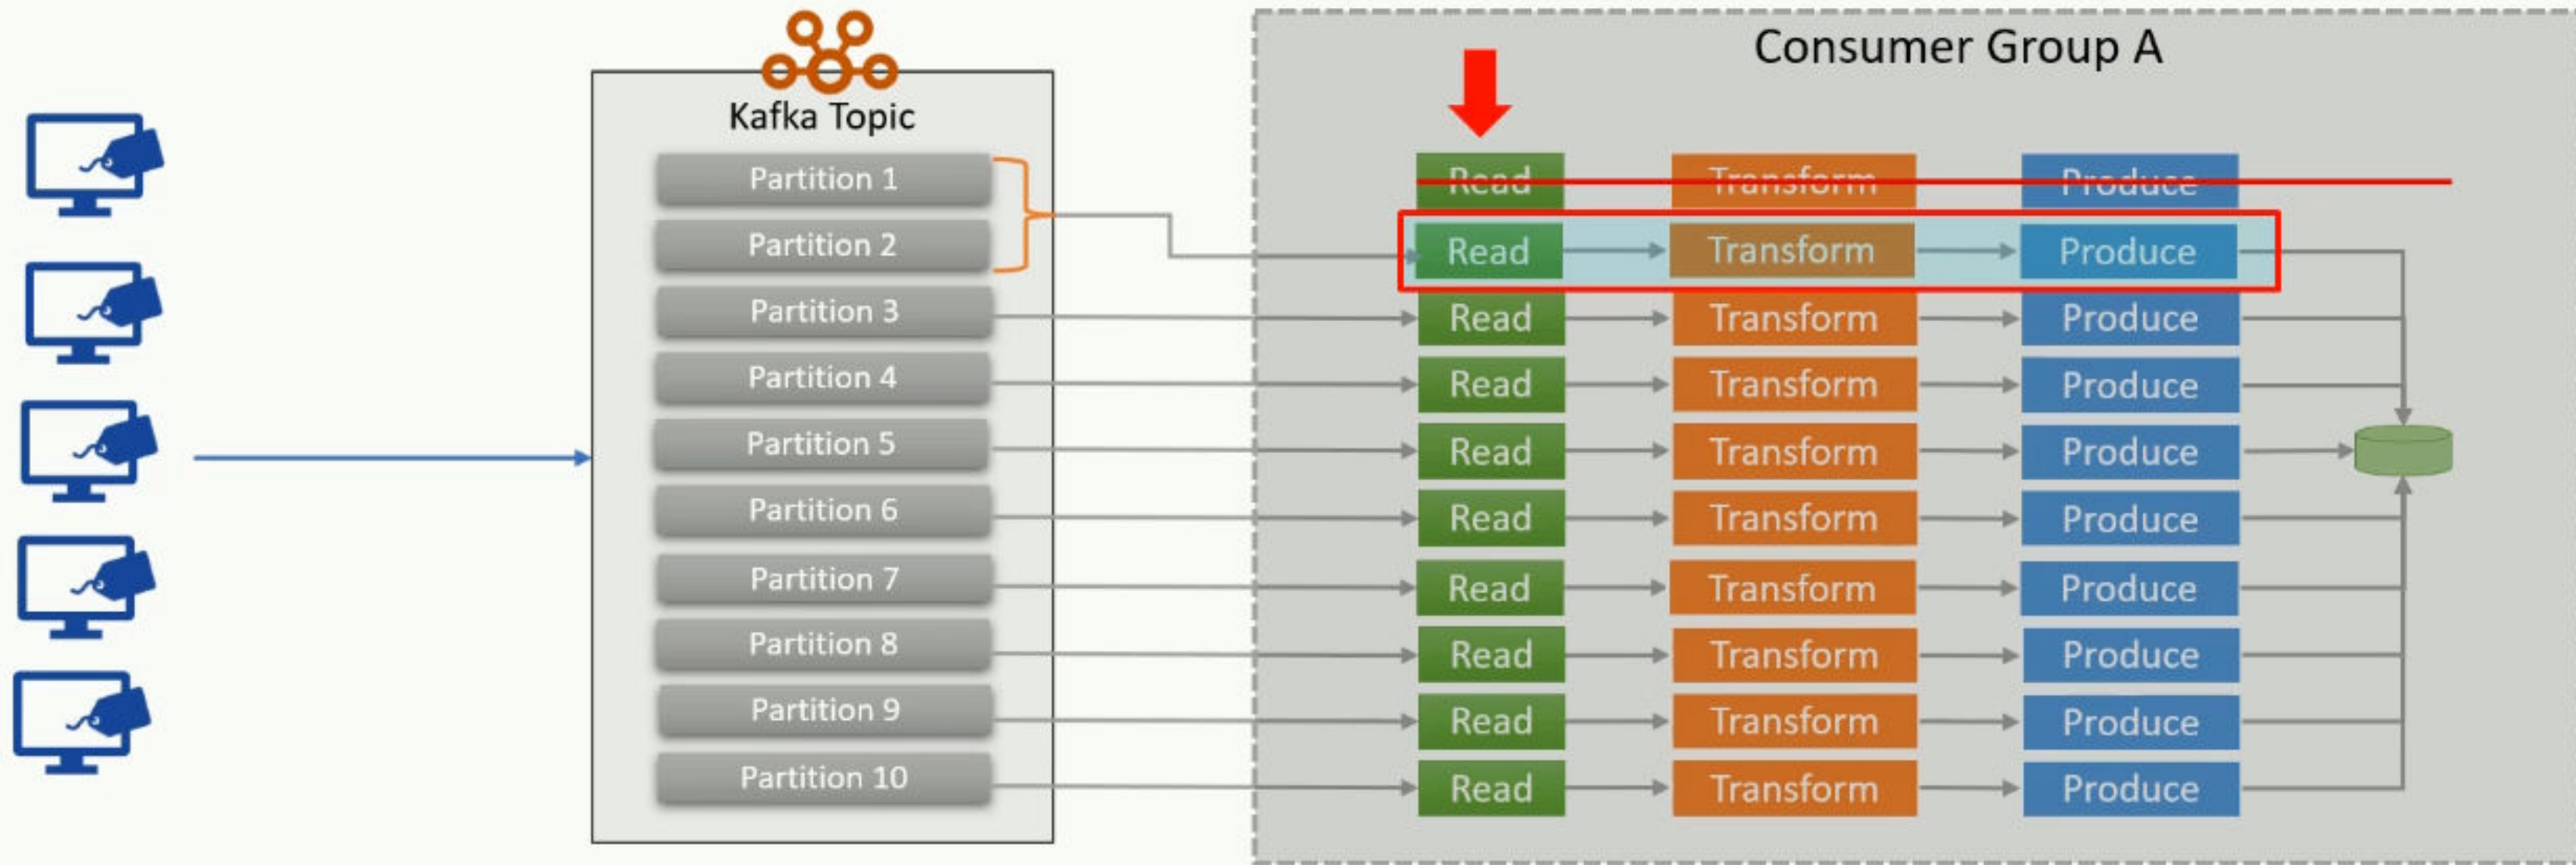 Consumer Group A
Kafka Topic
Partition 1
Partition 2
Partition 3
Partition 4
Partition 5
Partition 6
Partition 7
Partition 8
Partition 9
Partition 10
Read Transform Produce
Read Transform Produce
Read Transform Produce
Read Transform Produce
Read Transform Produce
Read Transform Produce
Read Transform Produce
Read Transform Produce
Read Transform Produce
Read Transform Produce